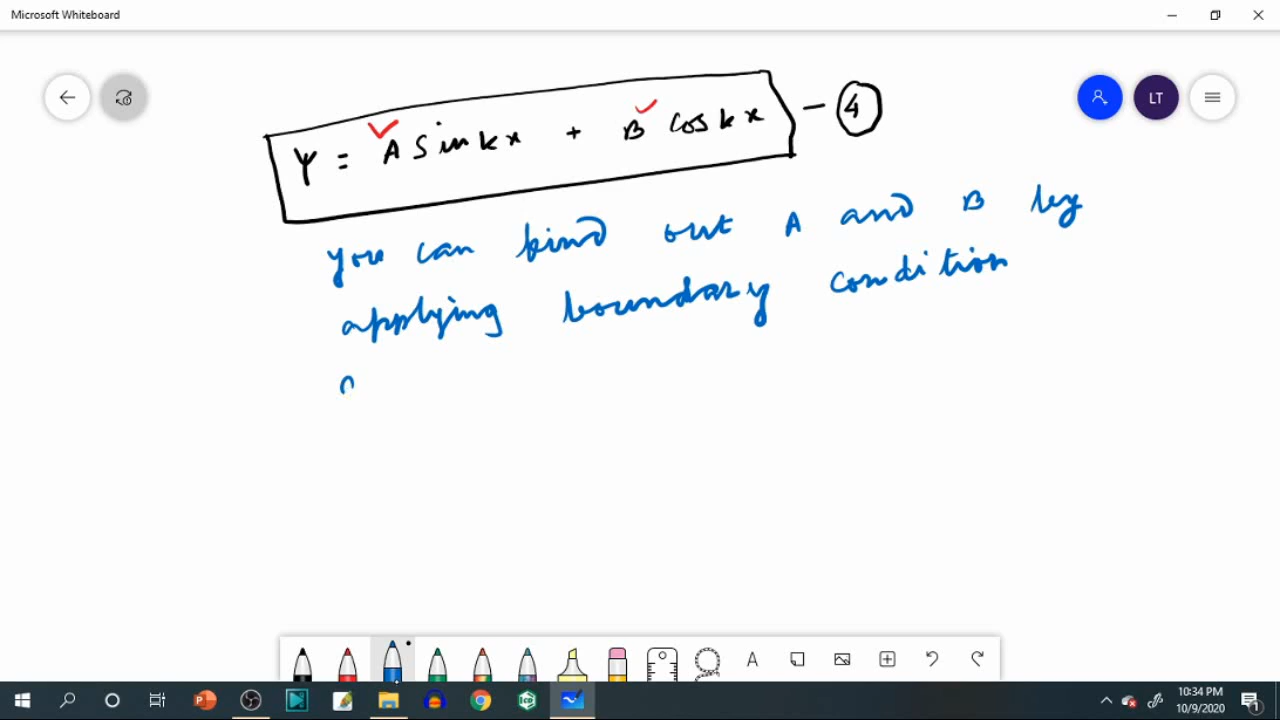 Microsoft Whiteboard
LT
ψ = A Sin kx + B Cos kx - 4
you can find out A and B by
applying boundary condition
A
10:34 PM
10/9/2020
1